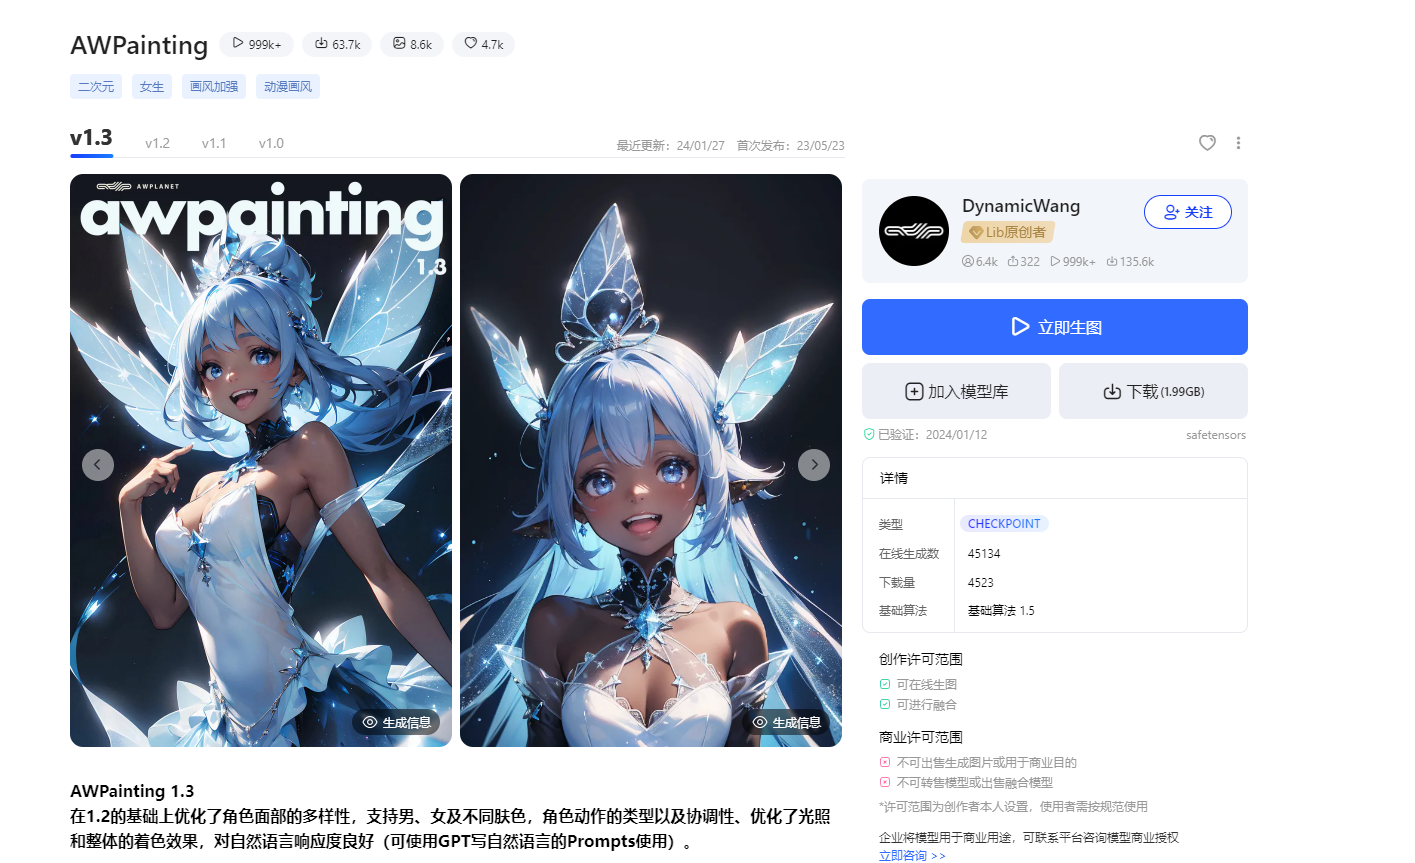 AWPainting 999k+ 63.7k 8.6k 4.7k
二次元 女生 画风加强 动漫画风
v1.3 v1.2 v1.1 v1.0 最近更新：24/01/27 首次发布：23/05/23
AWPLANET
awpainting
1.3
生成信息
生成信息
AWPainting 1.3
在1.2的基础上优化了角色面部的多样性，支持男、女及不同肤色，角色动作的类型以及协调性、优化了光照
和整体的着色效果，对自然语言响应度良好（可使用GPT写自然语言的Prompts使用）。
DynamicWang
关注
Lib原创者
6.4k 322 999k+ 135.6k
立即生图
加入模型库
下载 (1.99GB)
已验证：2024/01/12 safetensors
详情
类型 CHECKPOINT
在线生成数 45134
下载量 4523
基础算法 基础算法 1.5
创作许可范围
可在线生图
可进行融合
商业许可范围
不可出售生成图片或用于商业目的
不可转售模型或出售融合模型
*许可范围为创作者本人设置，使用者需按规范使用
企业将模型用于商业用途，可联系平台咨询模型商业授权
立即咨询 >>